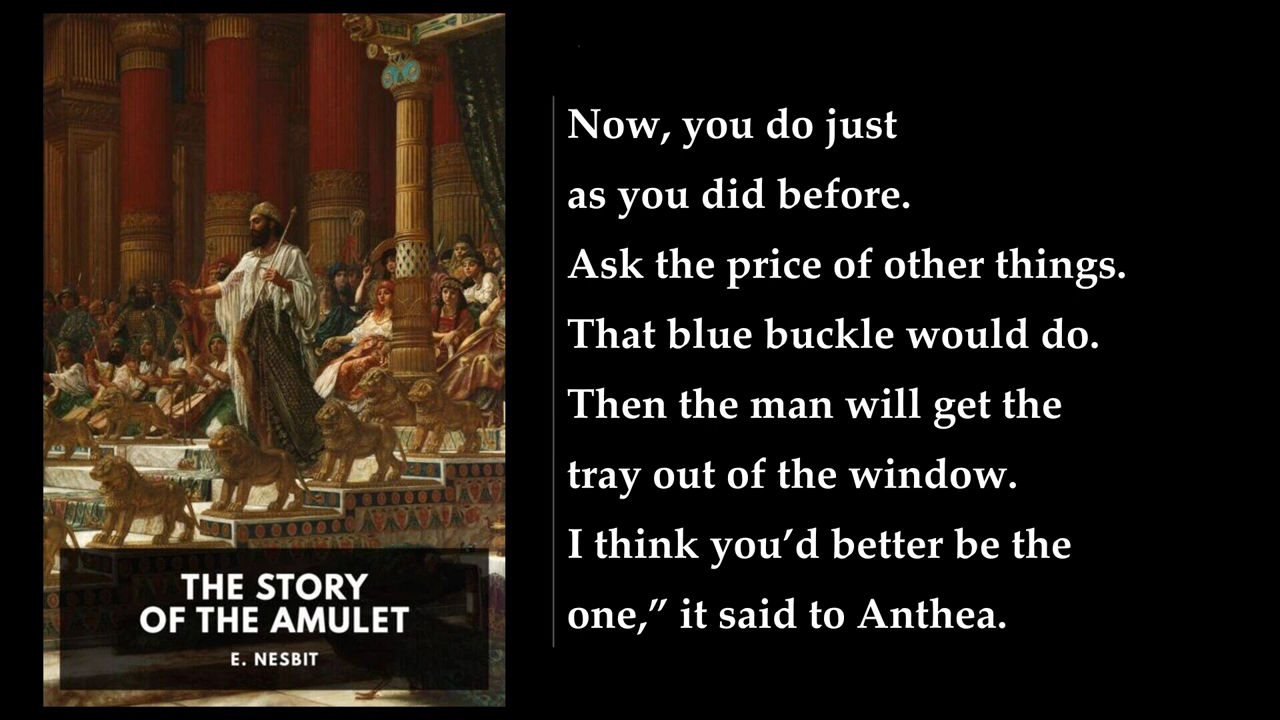 THE STORY
OF THE AMULET
E. NESBIT
Now, you do just
as you did before.
Ask the price of other things.
That blue buckle would do.
Then the man will get the
tray out of the window.
I think you’d better be the
one,” it said to Anthea.